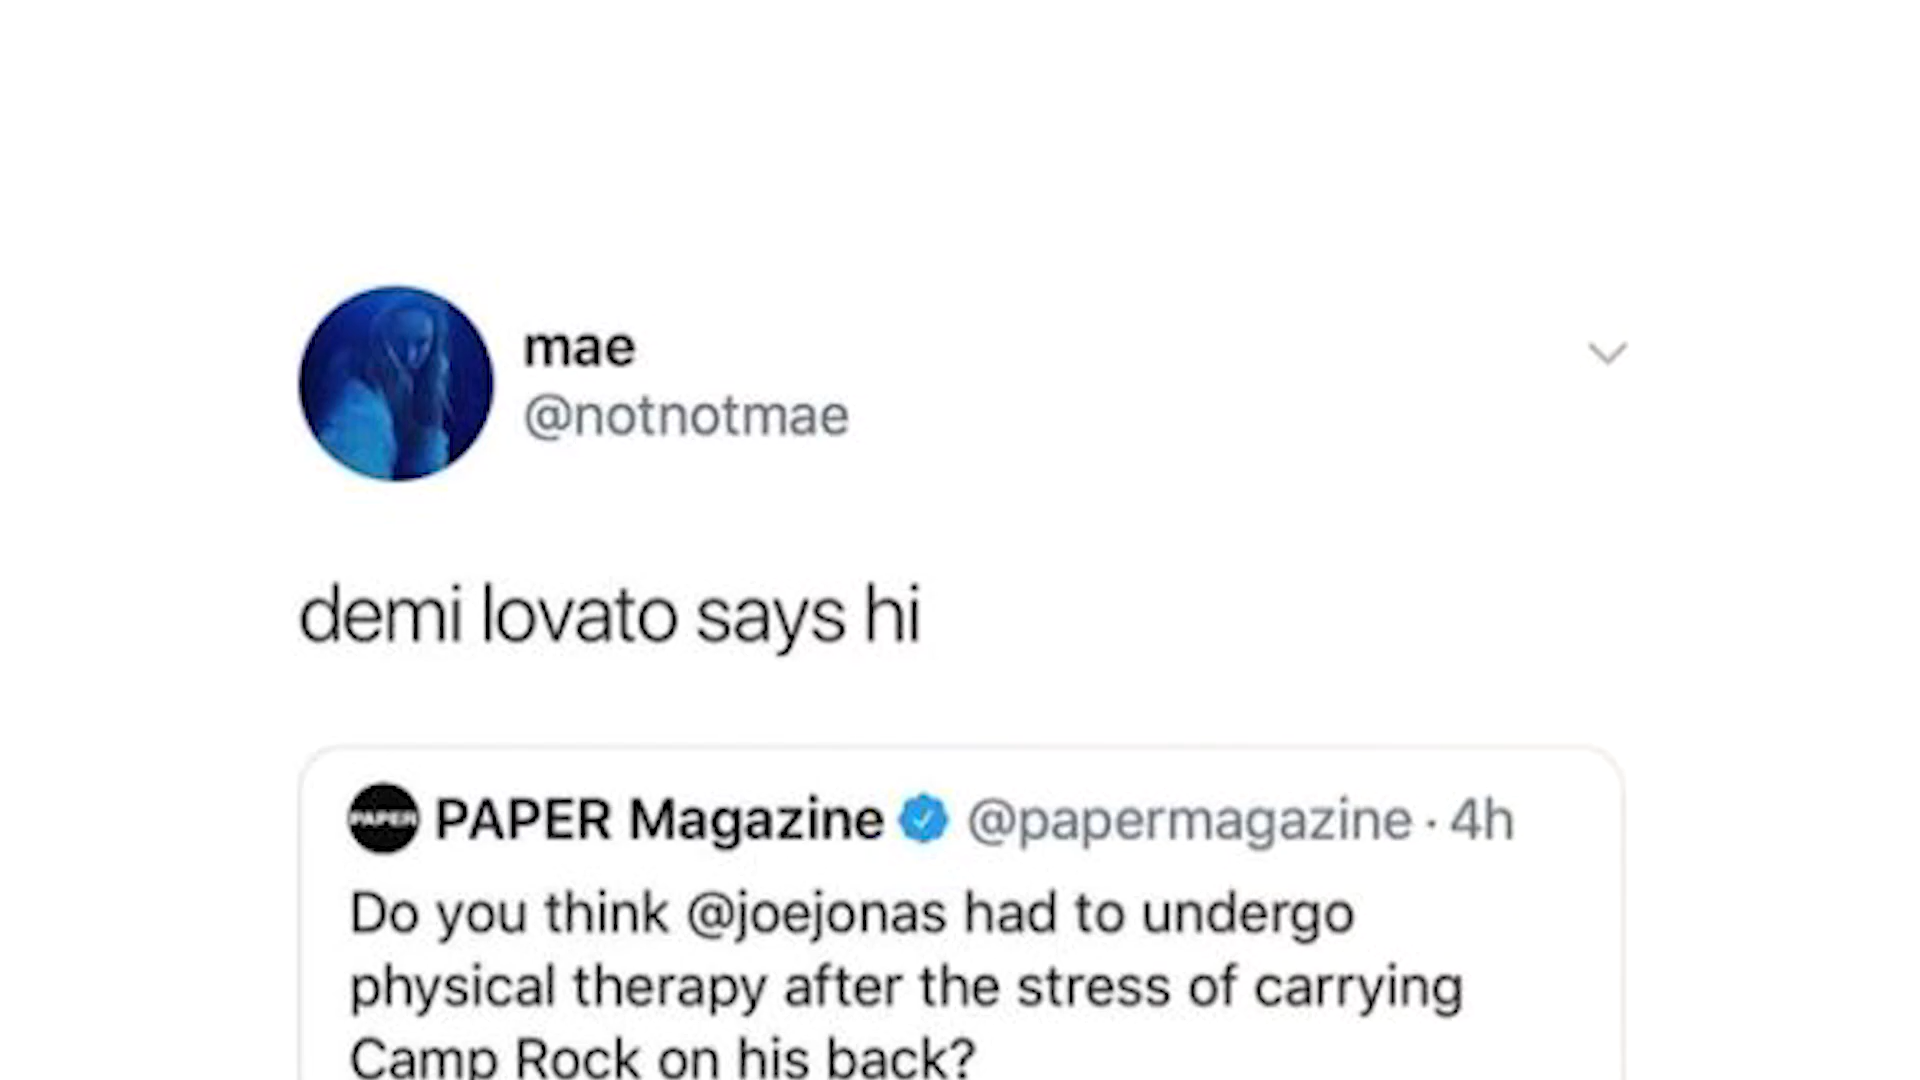 mae
@notnotmae
demi lovato says hi
PAPER PAPER Magazine @papermagazine · 4h
Do you think @joejonas had to undergo
physical therapy after the stress of carrying
Camp Rock on his back?